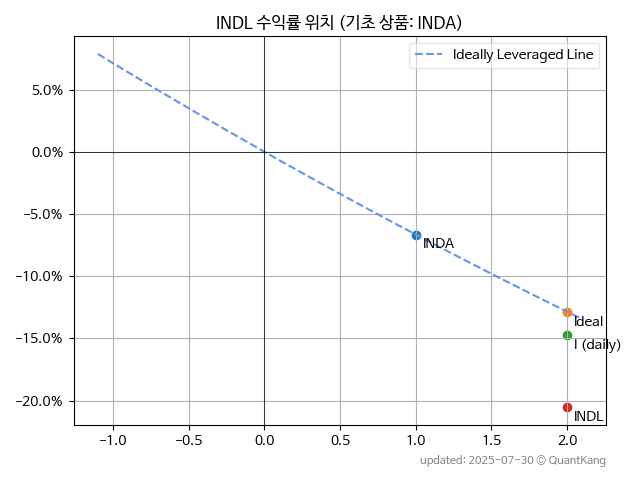 INDL 수익률 위치 (기초 상품: INDA)
Ideally Leveraged Line
5.0%
0.0%
−5.0%
−10.0%
−15.0%
−20.0%
INDA
Ideal
I (daily)
INDL
−1.0
−0.5
0.0
0.5
1.0
1.5
2.0
updated: 2025-07-30 © QuantKang